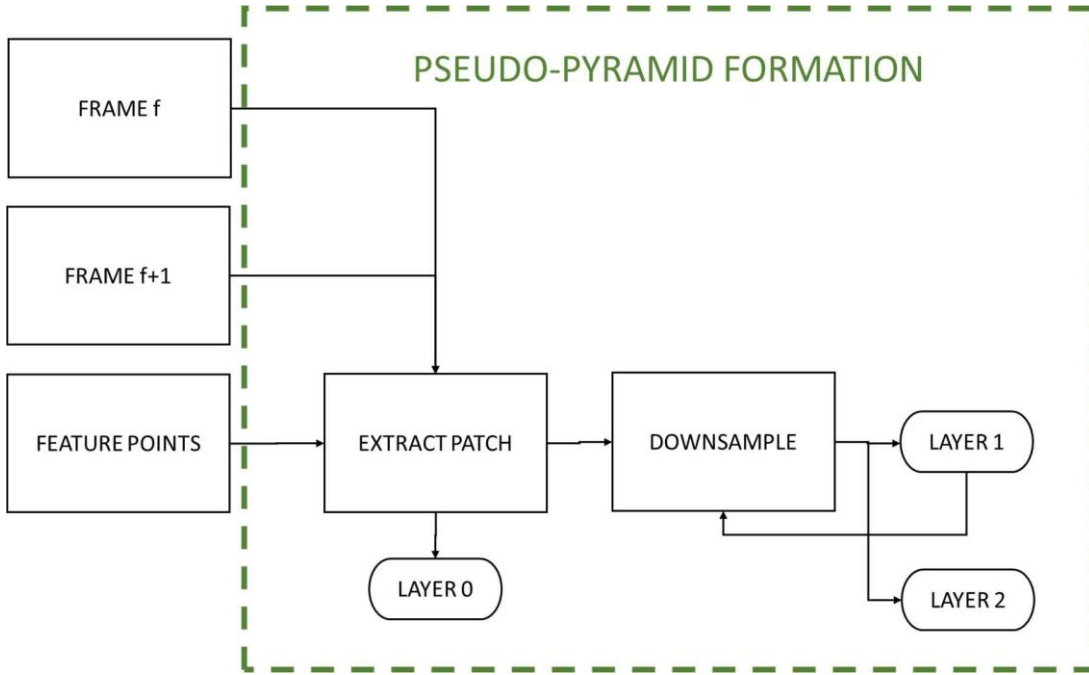 PSEUDO-PYRAMID FORMATION
FRAME f
FRAME f+1
FEATURE POINTS
EXTRACT PATCH
DOWNSAMPLE
LAYER 1
LAYER 0
LAYER 2